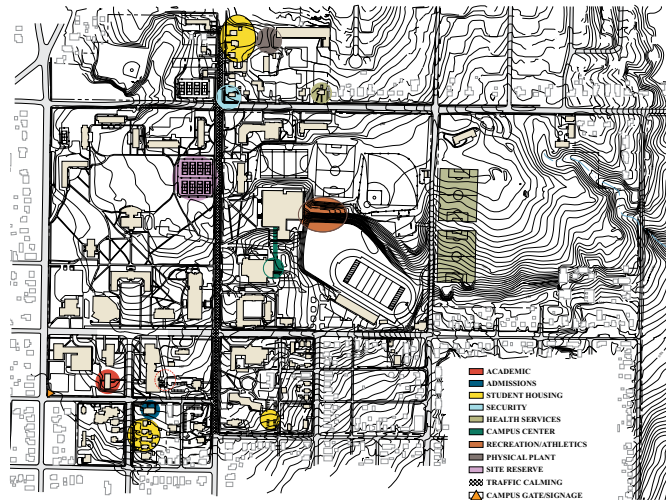 ACADEMIC
ADMISSIONS
STUDENT HOUSING
SECURITY
HEALTH SERVICES
CAMPUS CENTER
RECREATION/ATHLETICS
PHYSICAL PLANT
SITE RESERVE
TRAFFIC CALMING
CAMPUS GATE/SIGNAGE